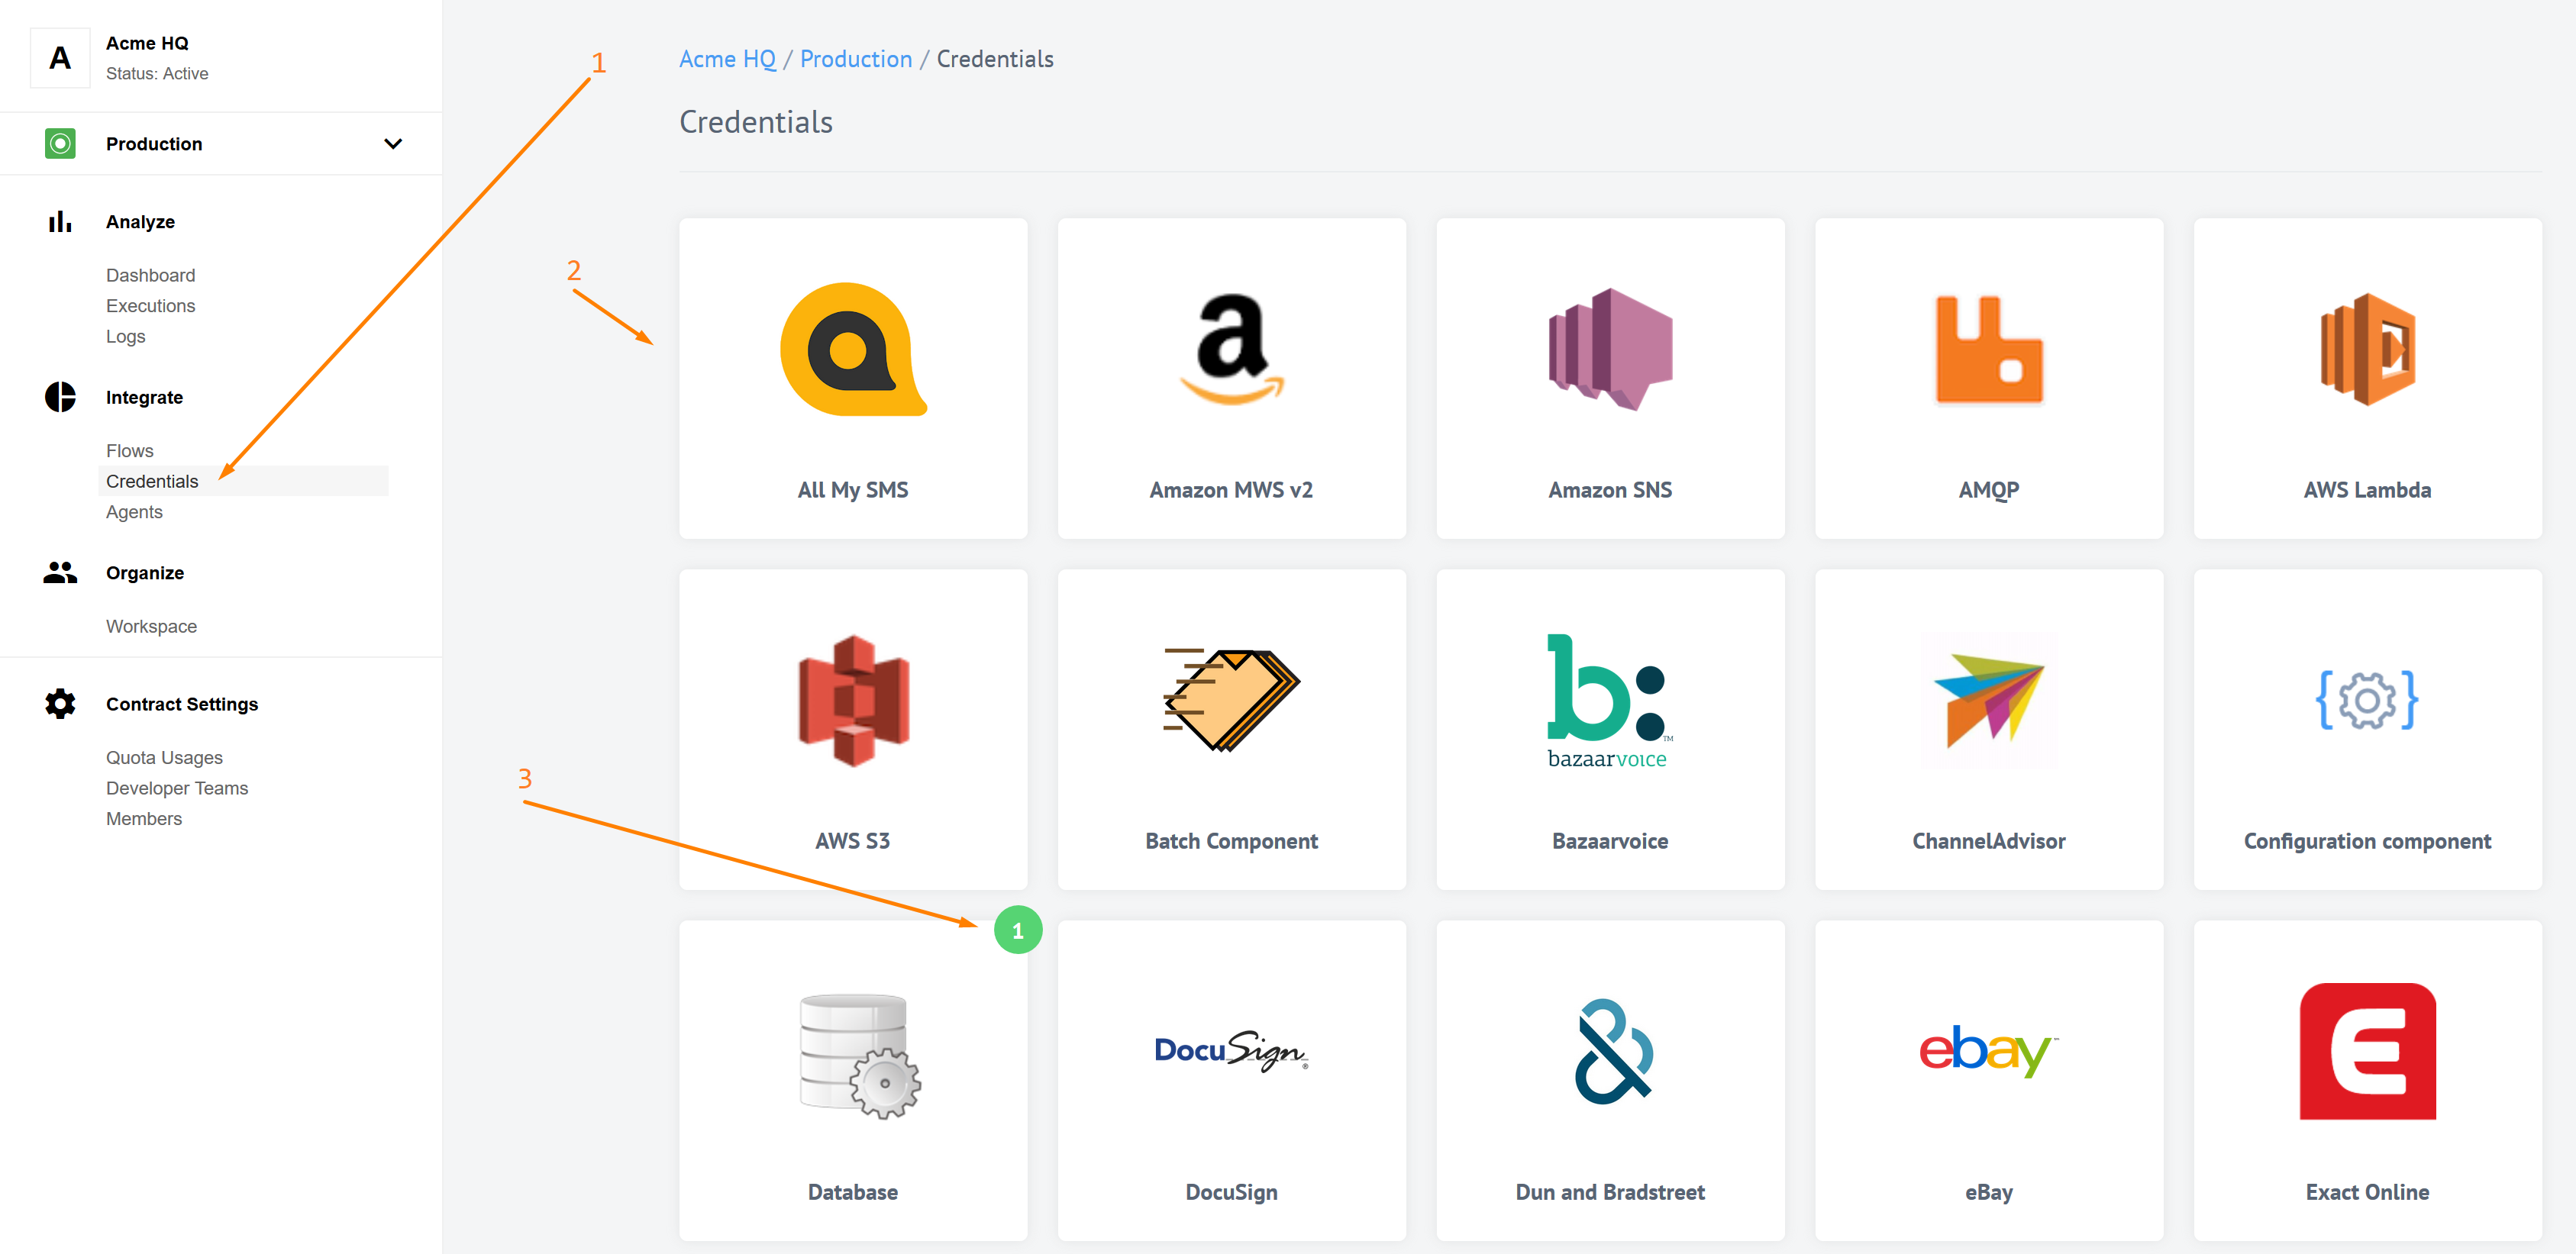 A
Acme HQ
Status: Active
Production
Analyze
Dashboard
Executions
Logs
Integrate
Flows
Credentials
Agents
Organize
Workspace
Contract Settings
Quota Usages
Developer Teams
Members
1
2
3
Acme HQ / Production / Credentials
Credentials
All My SMS
a
Amazon MWS v2
Amazon SNS
AMQP
AWS Lambda
AWS S3
Batch Component
b:™
bazaarvoice
Bazaarvoice
ChannelAdvisor
{ }
Configuration component
1
Database
DocuSign®
DocuSign
&
Dun and Bradstreet
ebay™
eBay
E
Exact Online